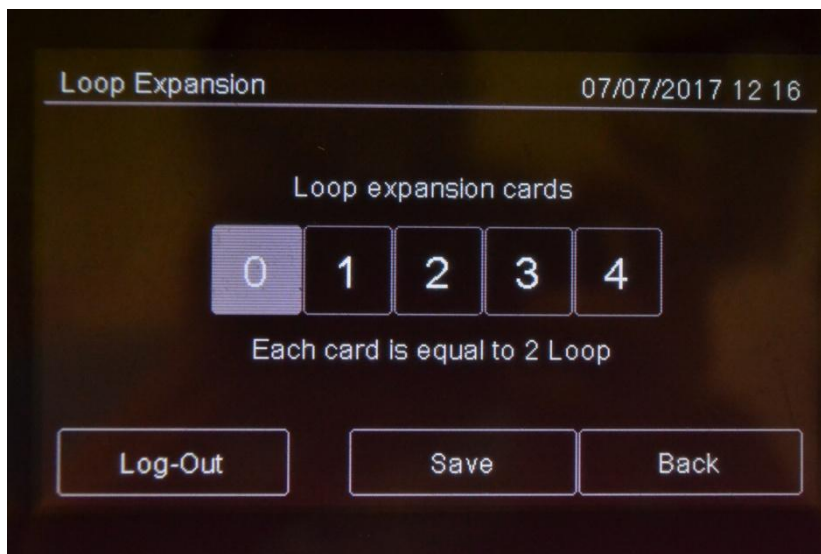 Loop Expansion 07/07/2017 12 16
Loop expansion cards
0 1 2 3 4
Each card is equal to 2 Loop
Log-Out Save Back